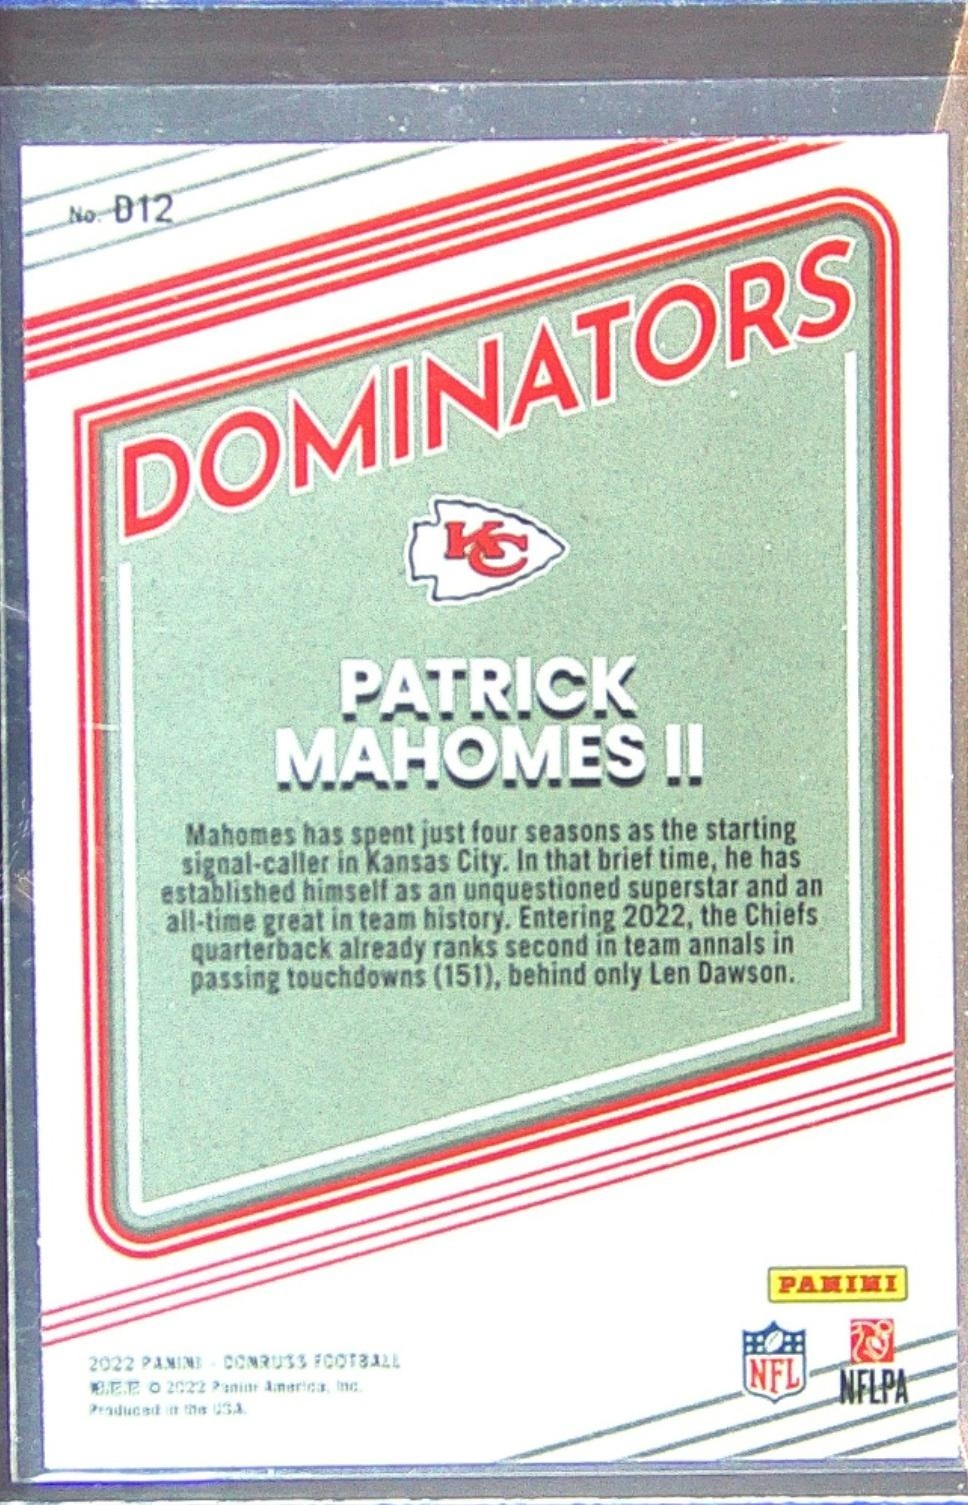 No. D12
DOMINATORS
KC
PATRICK
MAHOMES II
Mahomes has spent just four seasons as the starting
signal-caller in Kansas City. In that brief time, he has
established himself as an unquestioned superstar and an
all-time great in team history. Entering 2022, the Chiefs
quarterback already ranks second in team annals in
passing touchdowns (151), behind only Len Dawson.
PANINI
NFL
NFLPA
2022 PANINI - DONRUSS FOOTBALL
© 2022 Panini America, Inc.
Produced in the USA.